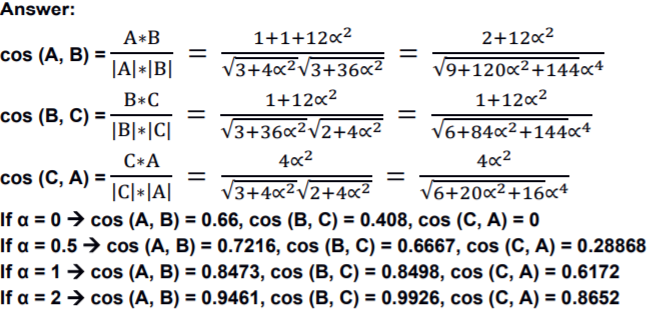 Answer:
cos (A, B) = A∗B / |A|∗|B| = 1+1+12∝² / √3+4∝²√3+36∝² = 2+12∝² / √9+120∝²+144∝⁴
cos (B, C) = B∗C / |B|∗|C| = 1+12∝² / √3+36∝²√2+4∝² = 1+12∝² / √6+84∝²+144∝⁴
cos (C, A) = C∗A / |C|∗|A| = 4∝² / √3+4∝²√2+4∝² = 4∝² / √6+20∝²+16∝⁴
If α = 0 → cos (A, B) = 0.66, cos (B, C) = 0.408, cos (C, A) = 0
If α = 0.5 → cos (A, B) = 0.7216, cos (B, C) = 0.6667, cos (C, A) = 0.28868
If α = 1 → cos (A, B) = 0.8473, cos (B, C) = 0.8498, cos (C, A) = 0.6172
If α = 2 → cos (A, B) = 0.9461, cos (B, C) = 0.9926, cos (C, A) = 0.8652